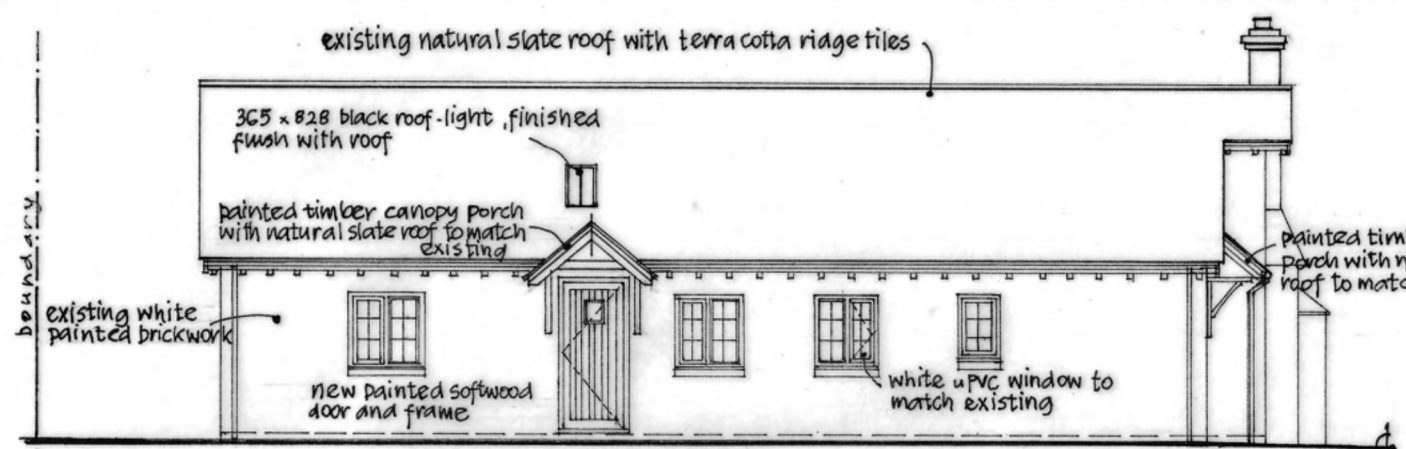 existing natural slate roof with terracotta ridge tiles
365 x 828 black roof-light, finished
flush with roof
painted timber canopy porch
with natural slate roof to match
existing
painted tim
porch with n
roof to matc
boundary
existing white
painted brickwork
new painted softwood
door and frame
white uPVC window to
match existing